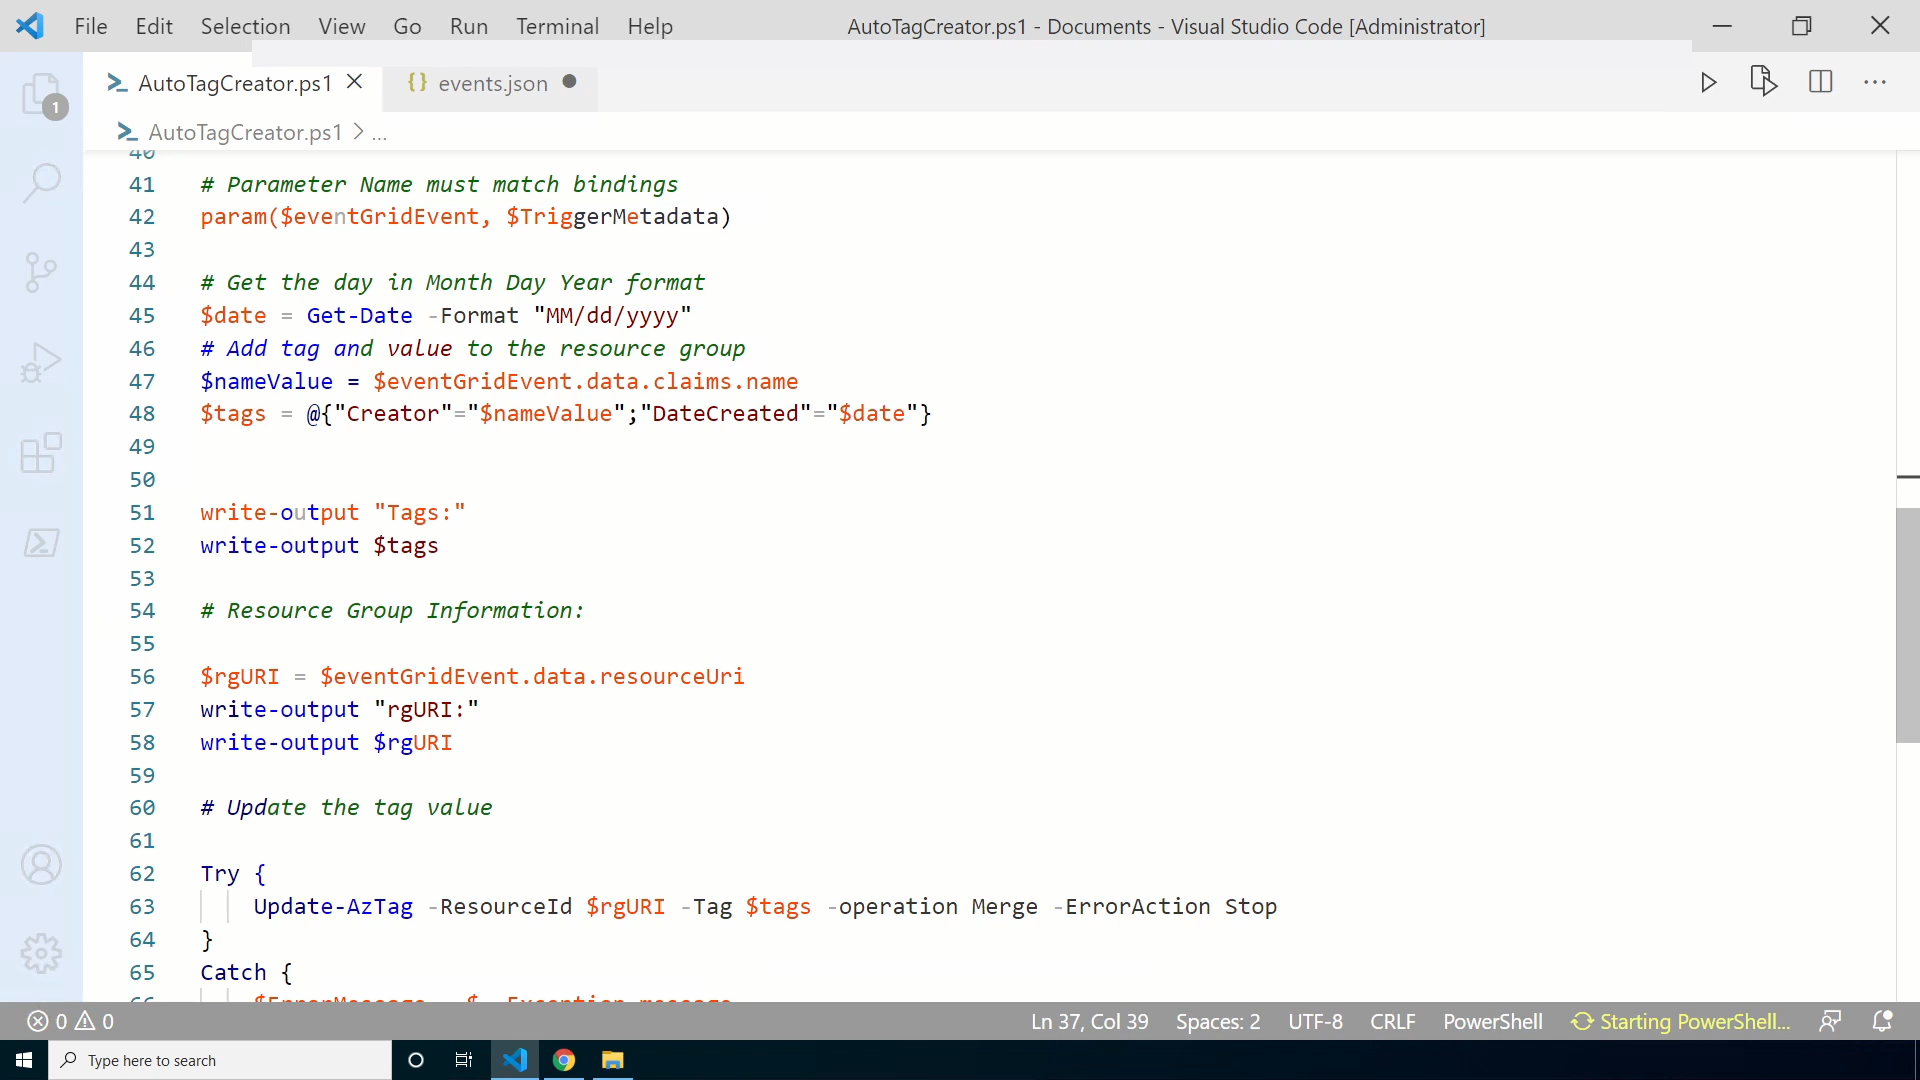 File Edit Selection View Go Run Terminal Help AutoTagCreator.ps1 - Documents - Visual Studio Code [Administrator]
AutoTagCreator.ps1 events.json
1
AutoTagCreator.ps1 > ...
40
41 # Parameter Name must match bindings
42 param($eventGridEvent, $TriggerMetadata)
43
44 # Get the day in Month Day Year format
45 $date = Get-Date -Format "MM/dd/yyyy"
46 # Add tag and value to the resource group
47 $nameValue = $eventGridEvent.data.claims.name
48 $tags = @{"Creator"="$nameValue";"DateCreated"="$date"}
49
50
51 write-output "Tags:"
52 write-output $tags
53
54 # Resource Group Information:
55
56 $rgURI = $eventGridEvent.data.resourceUri
57 write-output "rgURI:"
58 write-output $rgURI
59
60 # Update the tag value
61
62 Try {
63 Update-AzTag -ResourceId $rgURI -Tag $tags -operation Merge -ErrorAction Stop
64 }
65 Catch {
66 $ErrorMessage = $_.Exception.message
0 0 Ln 37, Col 39 Spaces: 2 UTF-8 CRLF PowerShell Starting PowerShell...
Type here to search